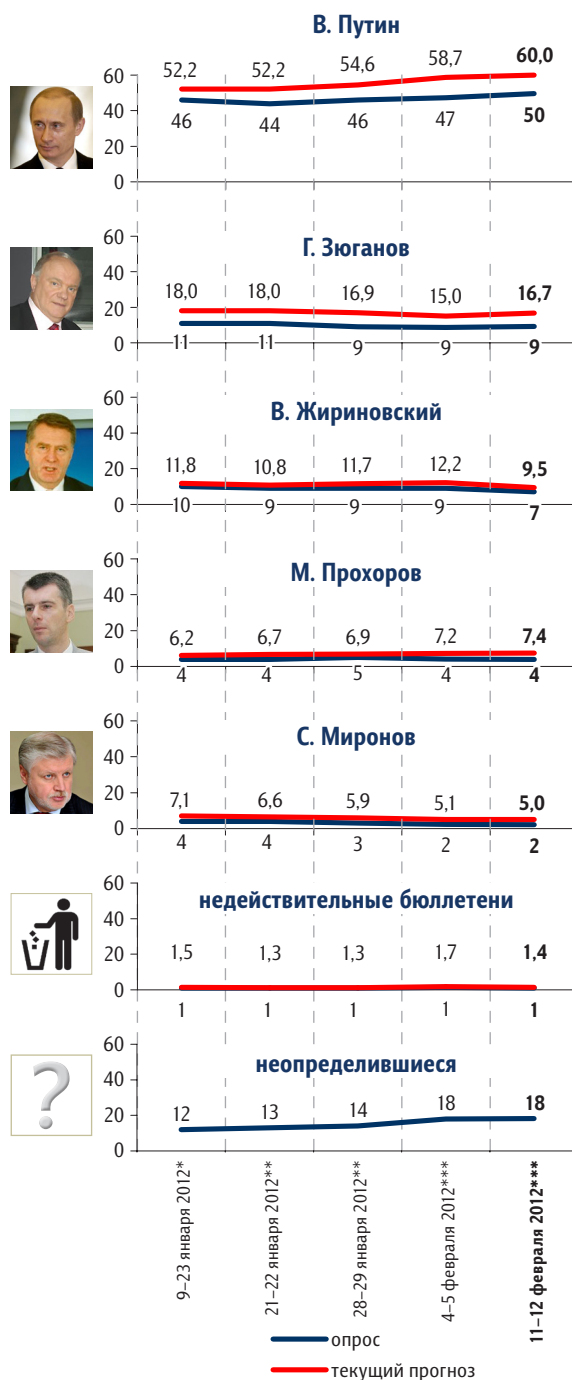 В. Путин
52,2 52,2 54,6 58,7 60,0
60
40
20
0
46 44 46 47 50
Г. Зюганов
60
40
20
0
18,0 18,0 16,9 15,0 16,7
11 11 9 9 9
В. Жириновский
60
40
20
0
11,8 10,8 11,7 12,2 9,5
10 9 9 9 7
М. Прохоров
60
40
20
0
6,2 6,7 6,9 7,2 7,4
4 4 5 4 4
С. Миронов
60
40
20
0
7,1 6,6 5,9 5,1 5,0
4 4 3 2 2
недействительные бюллетени
60
40
20
0
1,5 1,3 1,3 1,7 1,4
1 1 1 1 1
?
неопределившиеся
60
40
20
0
12 13 14 18 18
9–23 января 2012*
21–22 января 2012**
28–29 января 2012**
4–5 февраля 2012***
11–12 февраля 2012***
опрос
текущий прогноз